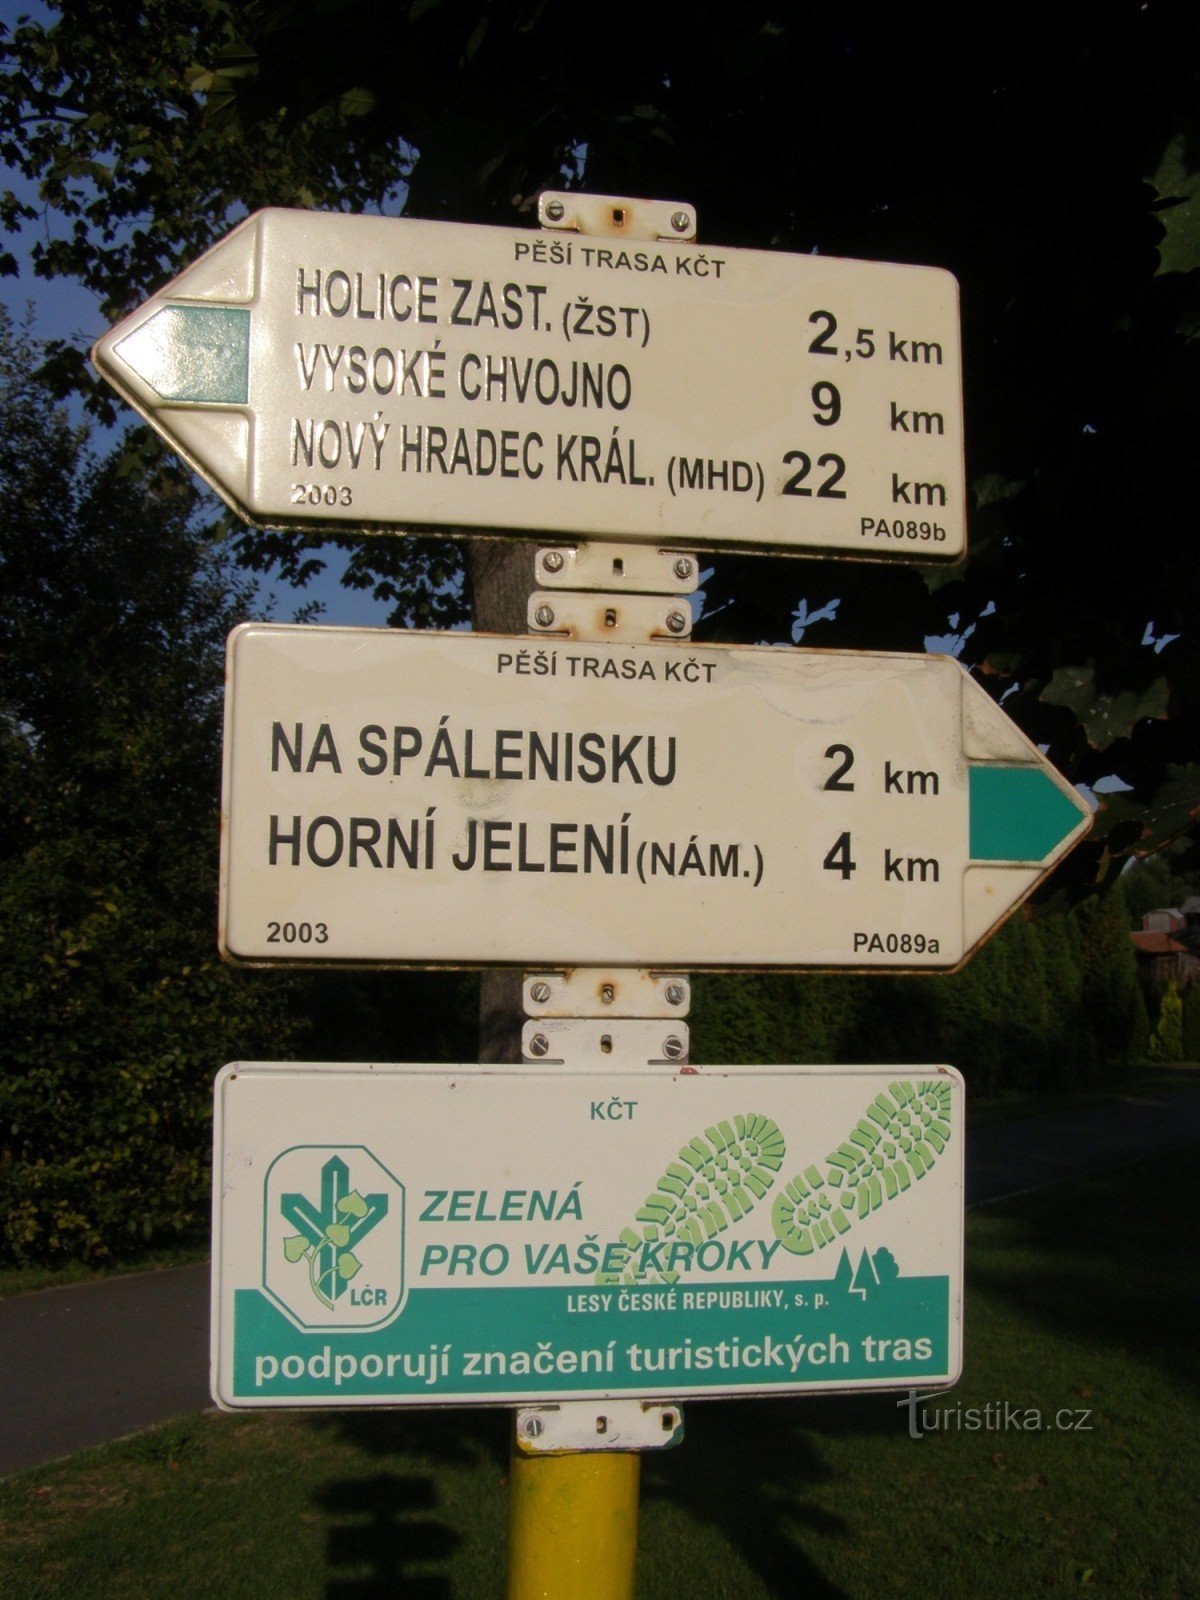 PĚŠÍ TRASA KČT
HOLICE ZAST. (ŽST) 2,5 km
VYSOKÉ CHVOJNO 9 km
NOVÝ HRADEC KRÁL. (MHD) 22 km
2003 PA089b
PĚŠÍ TRASA KČT
NA SPÁLENISKU 2 km
HORNÍ JELENÍ (NÁM.) 4 km
2003 PA089a
KČT
ZELENÁ
PRO VAŠE KROKY
LČR
LESY ČESKÉ REPUBLIKY, s. p.
podporují značení turistických tras
Turistika.cz